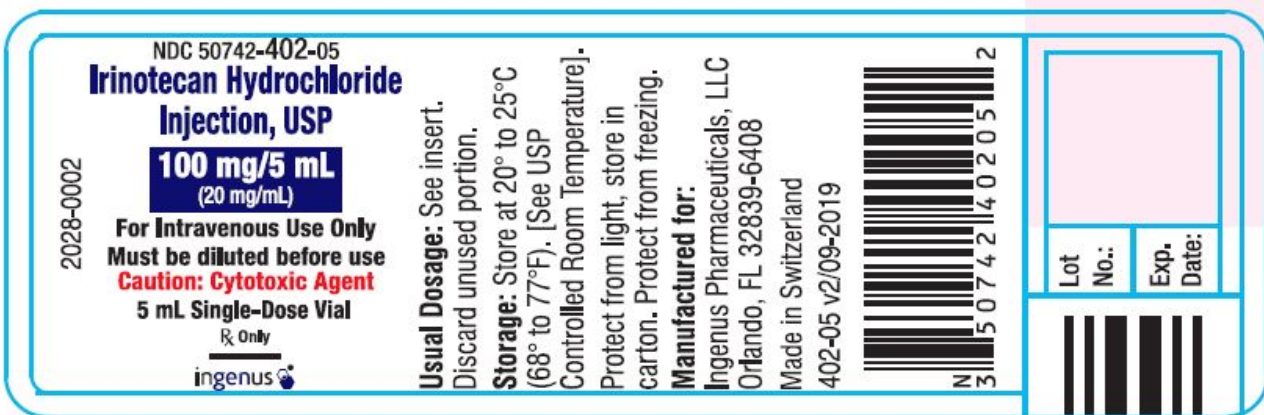 NDC 50742-402-05
Irinotecan Hydrochloride
Injection, USP
100 mg/5 mL
(20 mg/mL)
For Intravenous Use Only
Must be diluted before use
Caution: Cytotoxic Agent
5 mL Single-Dose Vial
℞ Only
ingenus
2028-0002
Usual Dosage: See insert.
Discard unused portion.
Storage: Store at 20° to 25°C
(68° to 77°F). [See USP
Controlled Room Temperature].
Protect from light, store in
carton. Protect from freezing.
Manufactured for:
Ingenus Pharmaceuticals, LLC
Orlando, FL 32839-6408
Made in Switzerland
402-05 v2/09-2019
N
3 50742 40205 2
Lot
No.:
Exp.
Date: